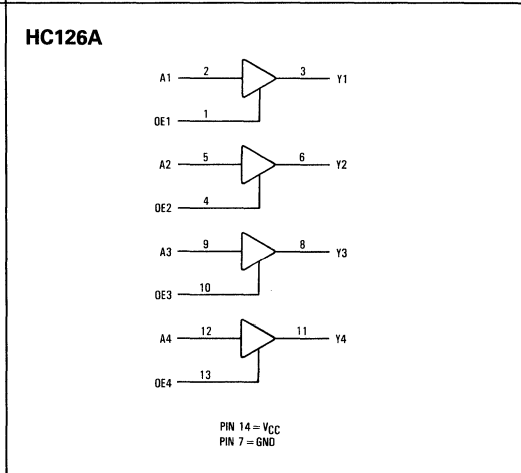 HC126A
A1 2 3 Y1
OE1 1
A2 5 6 Y2
OE2 4
A3 9 8 Y3
OE3 10
A4 12 11 Y4
OE4 13
PIN 14 = VCC
PIN 7 = GND